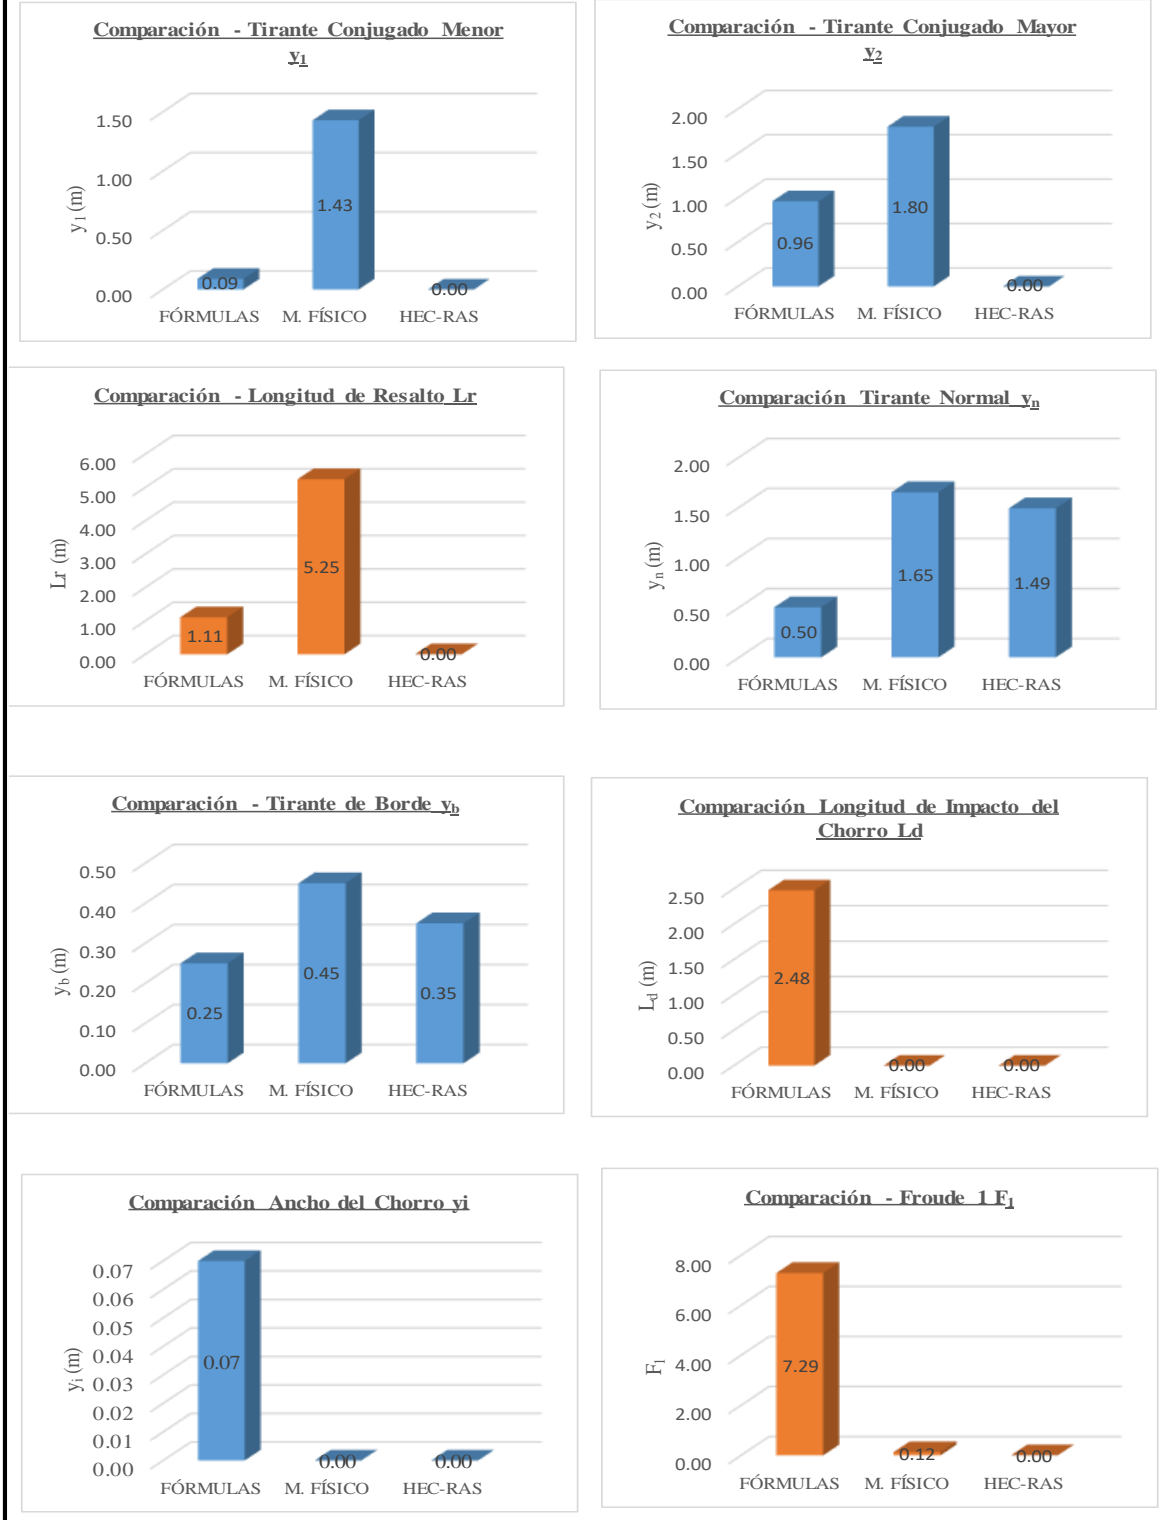 Comparación - Tirante Conjugado Menor
y1
y1 (m)
1.50
1.00
0.50
0.00
0.09
1.43
0.00
FÓRMULAS M. FÍSICO HEC-RAS
Comparación - Tirante Conjugado Mayor
y2
y2 (m)
2.00
1.50
1.00
0.50
0.00
0.96
1.80
0.00
FÓRMULAS M. FÍSICO HEC-RAS
Comparación - Longitud de Resalto Lr
Lr (m)
6.00
5.00
4.00
3.00
2.00
1.00
0.00
1.11
5.25
0.00
FÓRMULAS M. FÍSICO HEC-RAS
Comparación Tirante Normal yn
yn (m)
2.00
1.50
1.00
0.50
0.00
0.50
1.65
1.49
FÓRMULAS M. FÍSICO HEC-RAS
Comparación - Tirante de Borde yb
yb (m)
0.50
0.40
0.30
0.20
0.10
0.00
0.25
0.45
0.35
FÓRMULAS M. FÍSICO HEC-RAS
Comparación Longitud de Impacto del
Chorro Ld
Ld (m)
2.50
2.00
1.50
1.00
0.50
0.00
2.48
0.00
0.00
FÓRMULAS M. FÍSICO HEC-RAS
Comparación Ancho del Chorro yi
yi (m)
0.07
0.06
0.05
0.04
0.03
0.02
0.01
0.00
0.07
0.00
0.00
FÓRMULAS M. FÍSICO HEC-RAS
Comparación - Froude 1 F1
F1
8.00
6.00
4.00
2.00
0.00
7.29
0.12
0.00
FÓRMULAS M. FÍSICO HEC-RAS